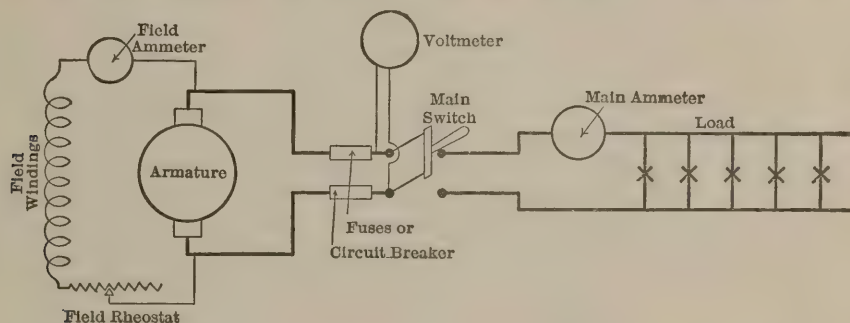 Field
Ammeter
Voltmeter
Main
Switch
Main Ammeter
Load
Field
Windings
Armature
Fuses or
Circuit Breaker
Field Rheostat